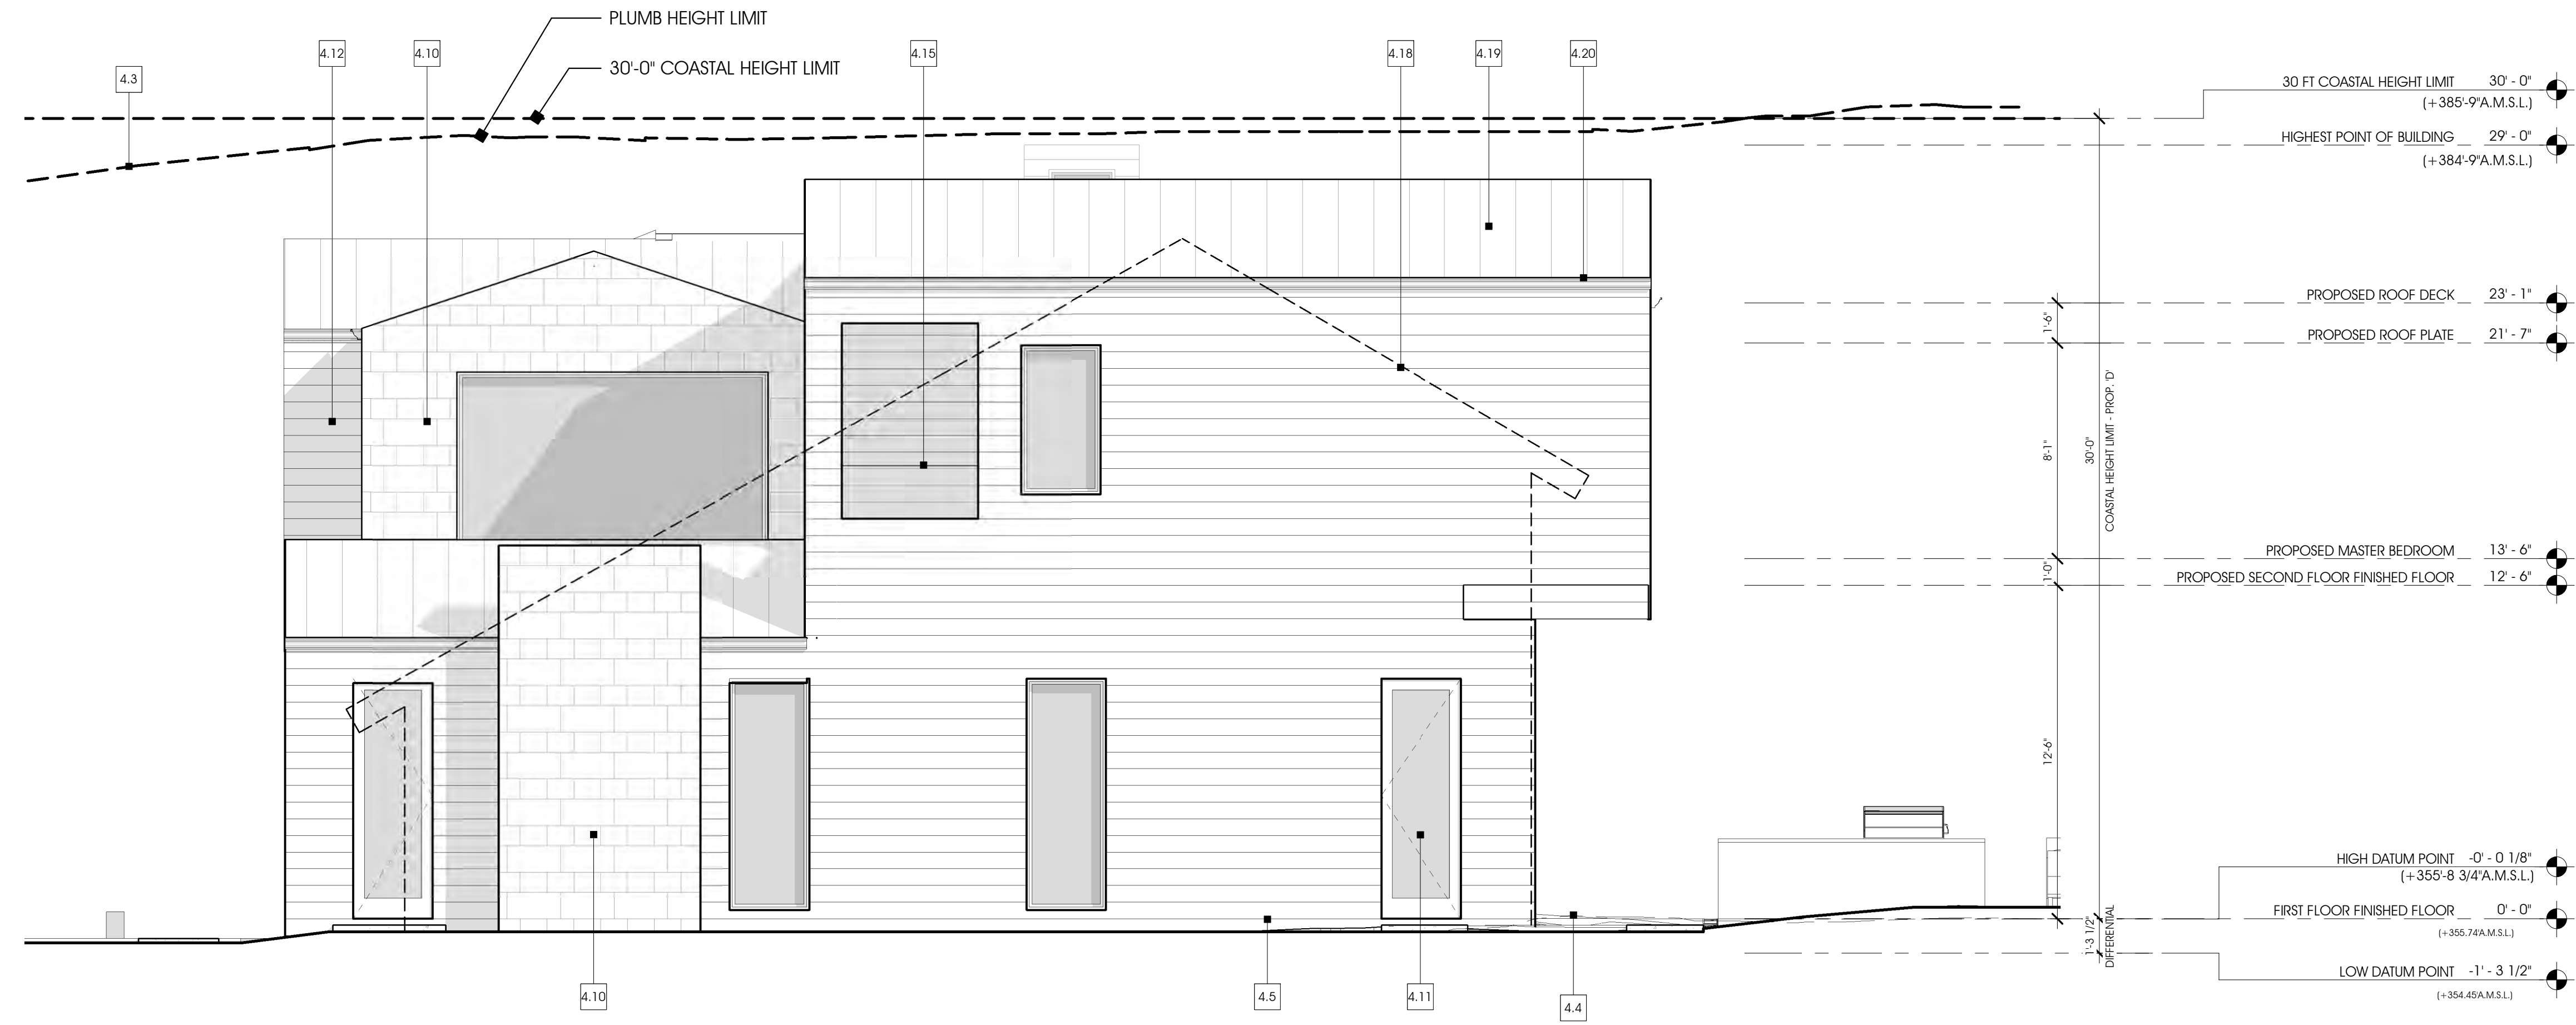 PLUMB HEIGHT LIMIT
30'-0" COASTAL HEIGHT LIMIT
4.3
4.12
4.10
4.15
4.18
4.19
4.20
30 FT COASTAL HEIGHT LIMIT 30' - 0"
(+385'-9"A.M.S.L.)
HIGHEST POINT OF BUILDING 29' - 0"
(+384'-9"A.M.S.L.)
PROPOSED ROOF DECK 23' - 1"
1'-6"
PROPOSED ROOF PLATE 21' - 7"
8'-1"
30'-0"
COASTAL HEIGHT LIMIT - PROP. 'D'
PROPOSED MASTER BEDROOM 13' - 6"
1'-0"
PROPOSED SECOND FLOOR FINISHED FLOOR 12' - 6"
12'-6"
HIGH DATUM POINT -0' - 0 1/8"
(+355'-8 3/4"A.M.S.L.)
FIRST FLOOR FINISHED FLOOR 0' - 0"
(+355.74'A.M.S.L.)
1'-3 1/2"
DIFFERENTIAL
LOW DATUM POINT -1' - 3 1/2"
(+354.45'A.M.S.L.)
4.10
4.5
4.11
4.4